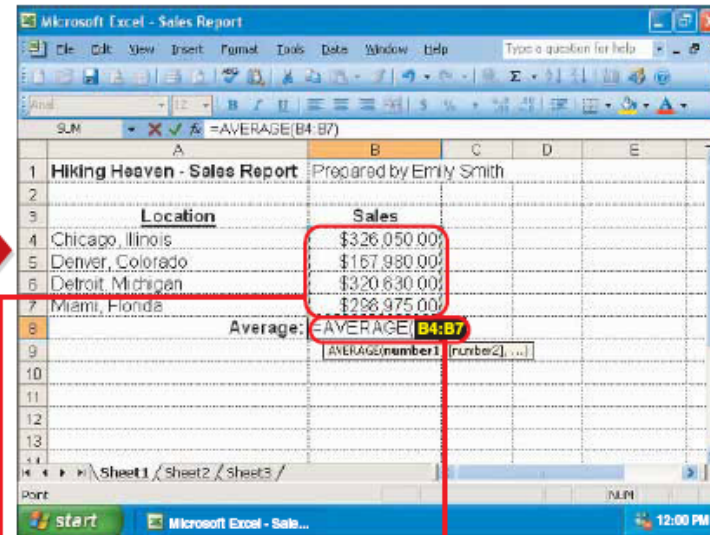 Microsoft Excel - Sales Report
File Edit View Insert Format Tools Data Window Help Type a question for help
Arial 12 B I U $ %
SUM =AVERAGE(B4:B7)
A B C D E
1 Hiking Heaven - Sales Report Prepared by Emily Smith
2
3 Location Sales
4 Chicago, Illinois $326,050.00
5 Denver, Colorado $167,980.00
6 Detroit, Michigan $320,630.00
7 Miami, Florida $298,975.00
8 Average: =AVERAGE( B4:B7
9 AVERAGE(number1, [number2], ...)
10
11
12
13
14
Sheet1 / Sheet2 / Sheet3 /
Point NUM
start Microsoft Excel - Sale... 12:00 PM